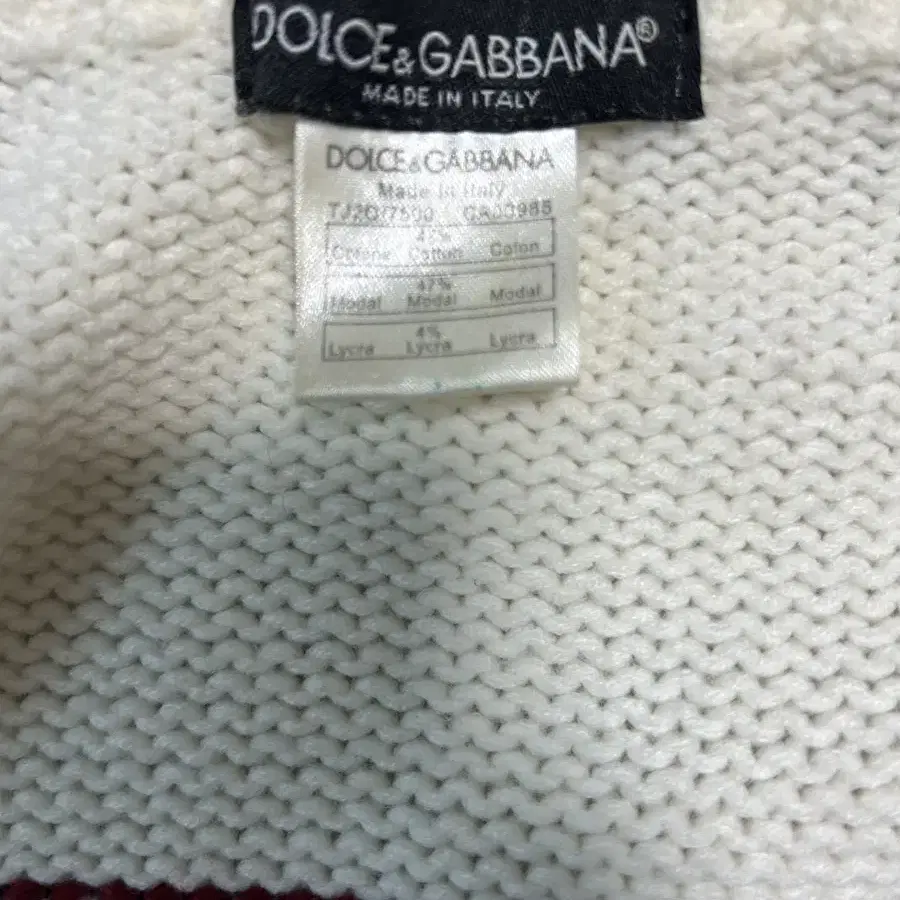 DOLCE&GABBANA®
MADE IN ITALY
DOLCE&GABBANA
Made in Italy
Cotton Coton
47%
Modal Modal Modal
4%
Lycra Lycra Lycra